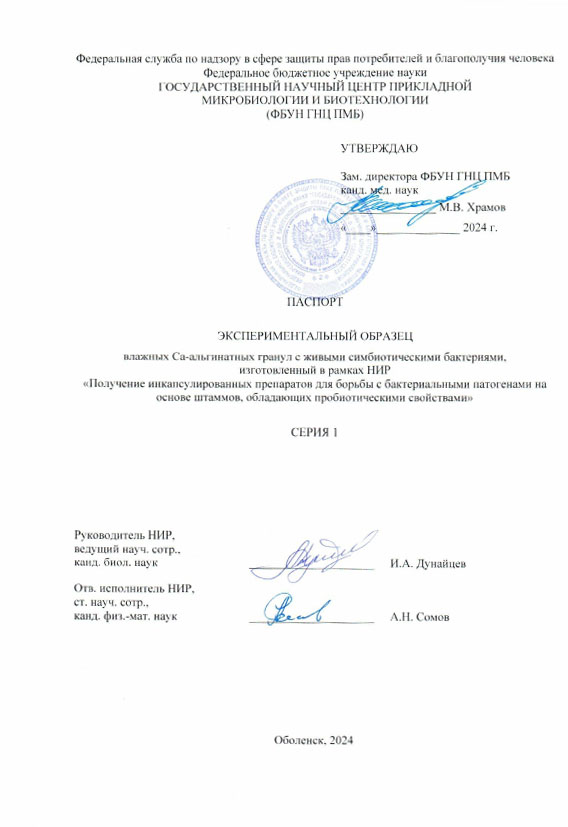 Федеральная служба по надзору в сфере защиты прав потребителей и благополучия человека
Федеральное бюджетное учреждение науки
ГОСУДАРСТВЕННЫЙ НАУЧНЫЙ ЦЕНТР ПРИКЛАДНОЙ
МИКРОБИОЛОГИИ И БИОТЕХНОЛОГИИ
(ФБУН ГНЦ ПМБ)
УТВЕРЖДАЮ
Зам. директора ФБУН ГНЦ ПМБ
канд. мед. наук
________________ М.В. Храмов
«____»______________ 2024 г.
ПАСПОРТ
ЭКСПЕРИМЕНТАЛЬНЫЙ ОБРАЗЕЦ
влажных Са-альгинатных гранул с живыми симбиотическими бактериями,
изготовленный в рамках НИР
«Получение инкапсулированных препаратов для борьбы с бактериальными патогенами на
основе штаммов, обладающих пробиотическими свойствами»
СЕРИЯ 1
Руководитель НИР,
ведущий науч. сотр.,
канд. биол. наук _____________________ И.А. Дунайцев
Отв. исполнитель НИР,
ст. науч. сотр.,
канд. физ.-мат. наук _____________________ А.Н. Сомов
Оболенск, 2024